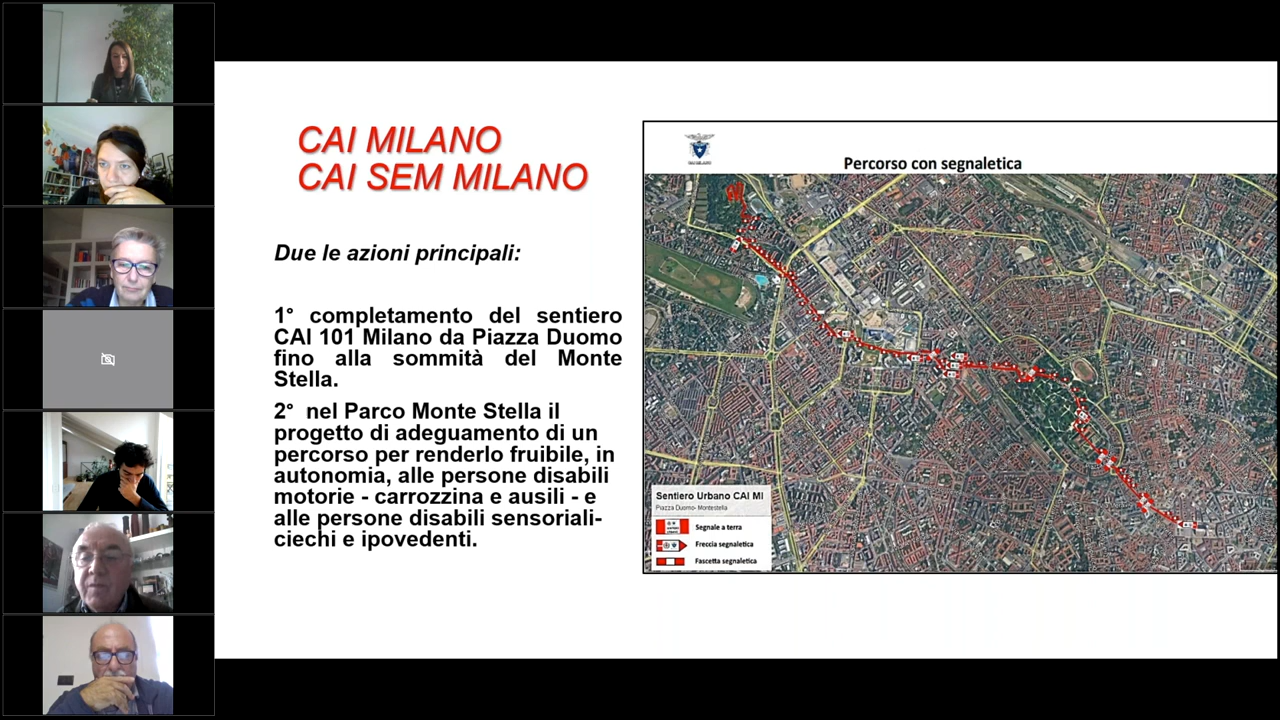 CAI MILANO
CAI SEM MILANO
Due le azioni principali:
1° completamento del sentiero
CAI 101 Milano da Piazza Duomo
fino alla sommità del Monte
Stella.
2° nel Parco Monte Stella il
progetto di adeguamento di un
percorso per renderlo fruibile, in
autonomia, alle persone disabili
motorie - carrozzina e ausili - e
alle persone disabili sensoriali-
ciechi e ipovedenti.
Percorso con segnaletica
Sentiero Urbano CAI MI
Piazza Duomo- Montestella
Segnale a terra
Freccia segnaletica
Fascetta segnaletica